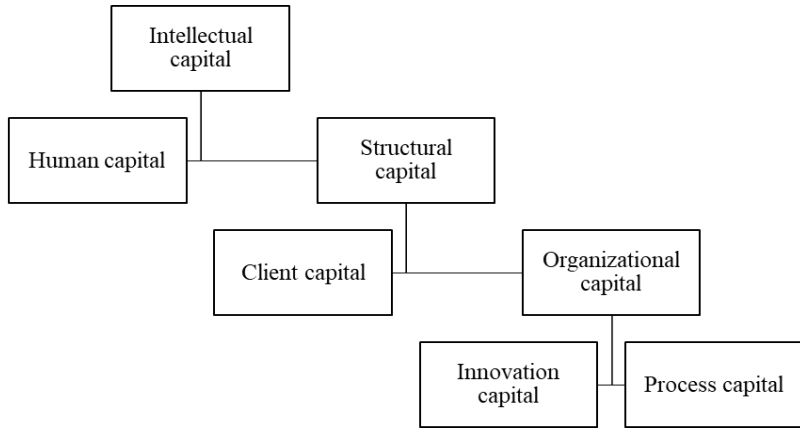 Intellectual
capital
Human capital
Structural
capital
Client capital
Organizational
capital
Innovation
capital
Process capital